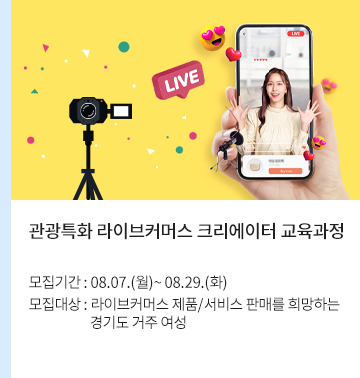 LIVE
LIVE
관광특화 라이브커머스 크리에이터 교육과정
모집기간 : 08.07.(월)~ 08.29.(화)
모집대상 : 라이브커머스 제품/서비스 판매를 희망하는
경기도 거주 여성